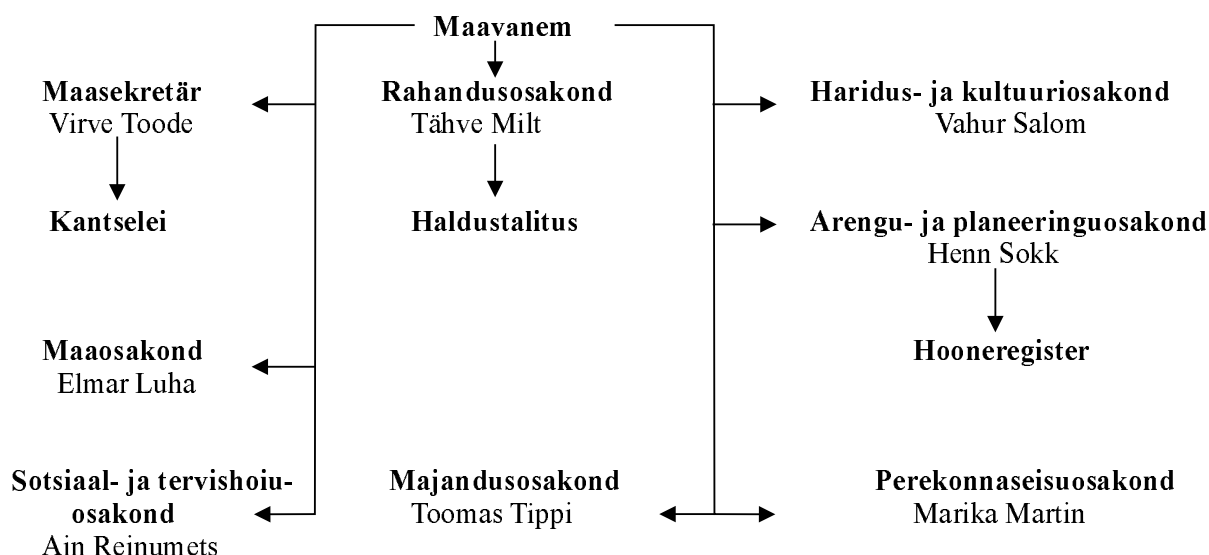 Maavanem
Maasekretär
Virve Toode
Rahandusosakond
Tähve Milt
Haridus- ja kultuuriosakond
Vahur Salom
Kantselei
Haldustalitus
Arengu- ja planeeringuosakond
Henn Sokk
Maaosakond
Elmar Luha
Hooneregister
Sotsiaal- ja tervishoiu-
osakond
Ain Reinumets
Majandusosakond
Toomas Tippi
Perekonnaseisuosakond
Marika Martin